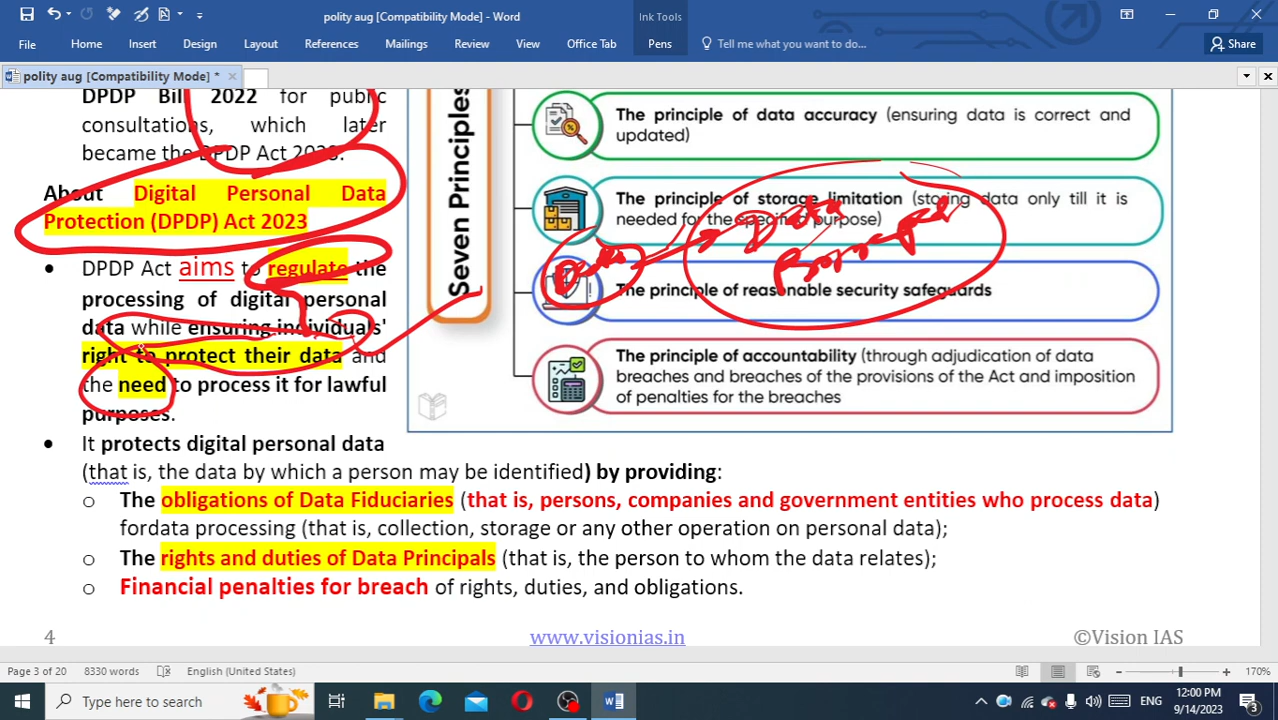 polity aug [Compatibility Mode] - Word
Ink Tools
File Home Insert Design Layout References Mailings Review View Office Tab Pens Tell me what you want to do... Share
polity aug [Compatibility Mode] *
DPDP Bill 2022 for public
consultations, which later
became the DPDP Act 2023.
About Digital Personal Data
Protection (DPDP) Act 2023
• DPDP Act aims to regulate the
processing of digital personal
data while ensuring individuals'
right to protect their data and
the need to process it for lawful
purposes.
Seven Principles
The principle of data accuracy (ensuring data is correct and
updated)
The principle of storage limitation (storing data only till it is
needed for the specified purpose)
The principle of reasonable security safeguards
The principle of accountability (through adjudication of data
breaches and breaches of the provisions of the Act and imposition
of penalties for the breaches
Data
• It protects digital personal data
(that is, the data by which a person may be identified) by providing:
o The obligations of Data Fiduciaries (that is, persons, companies and government entities who process data)
fordata processing (that is, collection, storage or any other operation on personal data);
o The rights and duties of Data Principals (that is, the person to whom the data relates);
o Financial penalties for breach of rights, duties, and obligations.
4 www.visionias.in ©Vision IAS
Page 3 of 20 8330 words English (United States) 170%
Type here to search ENG 12:00 PM
9/14/2023 3